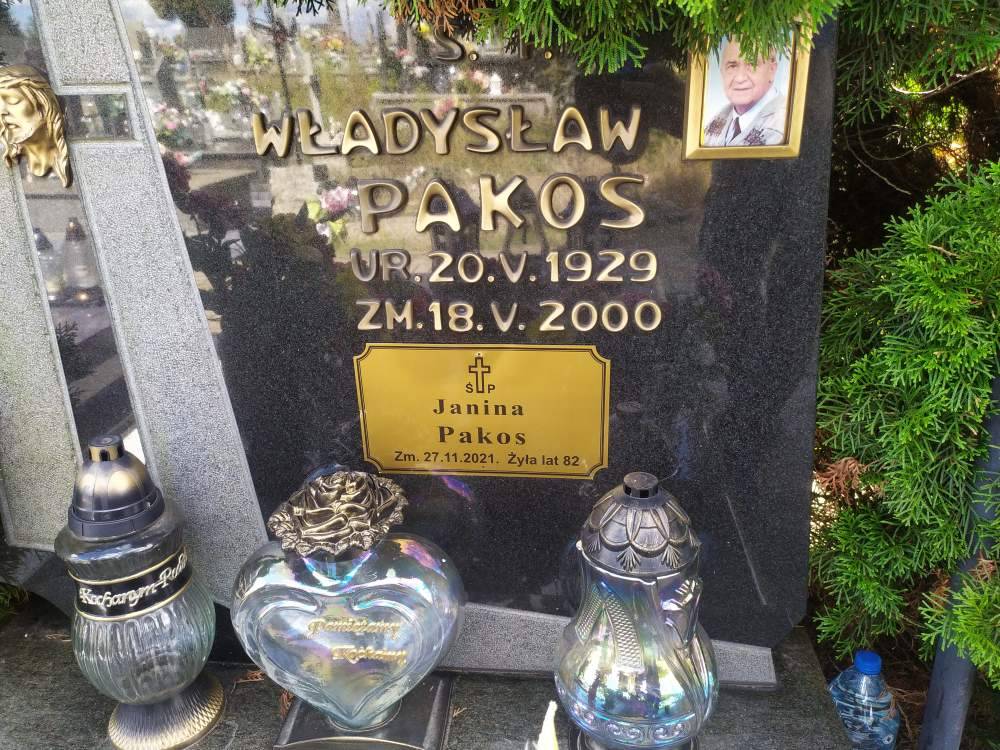 WŁADYSŁAW
PAKOS
UR. 20. V. 1929
ZM. 18. V. 2000
Ś P
Janina
Pakos
Zm. 27.11.2021. Żyła lat 82
Kochanym
Pamiętamy
Kochamy